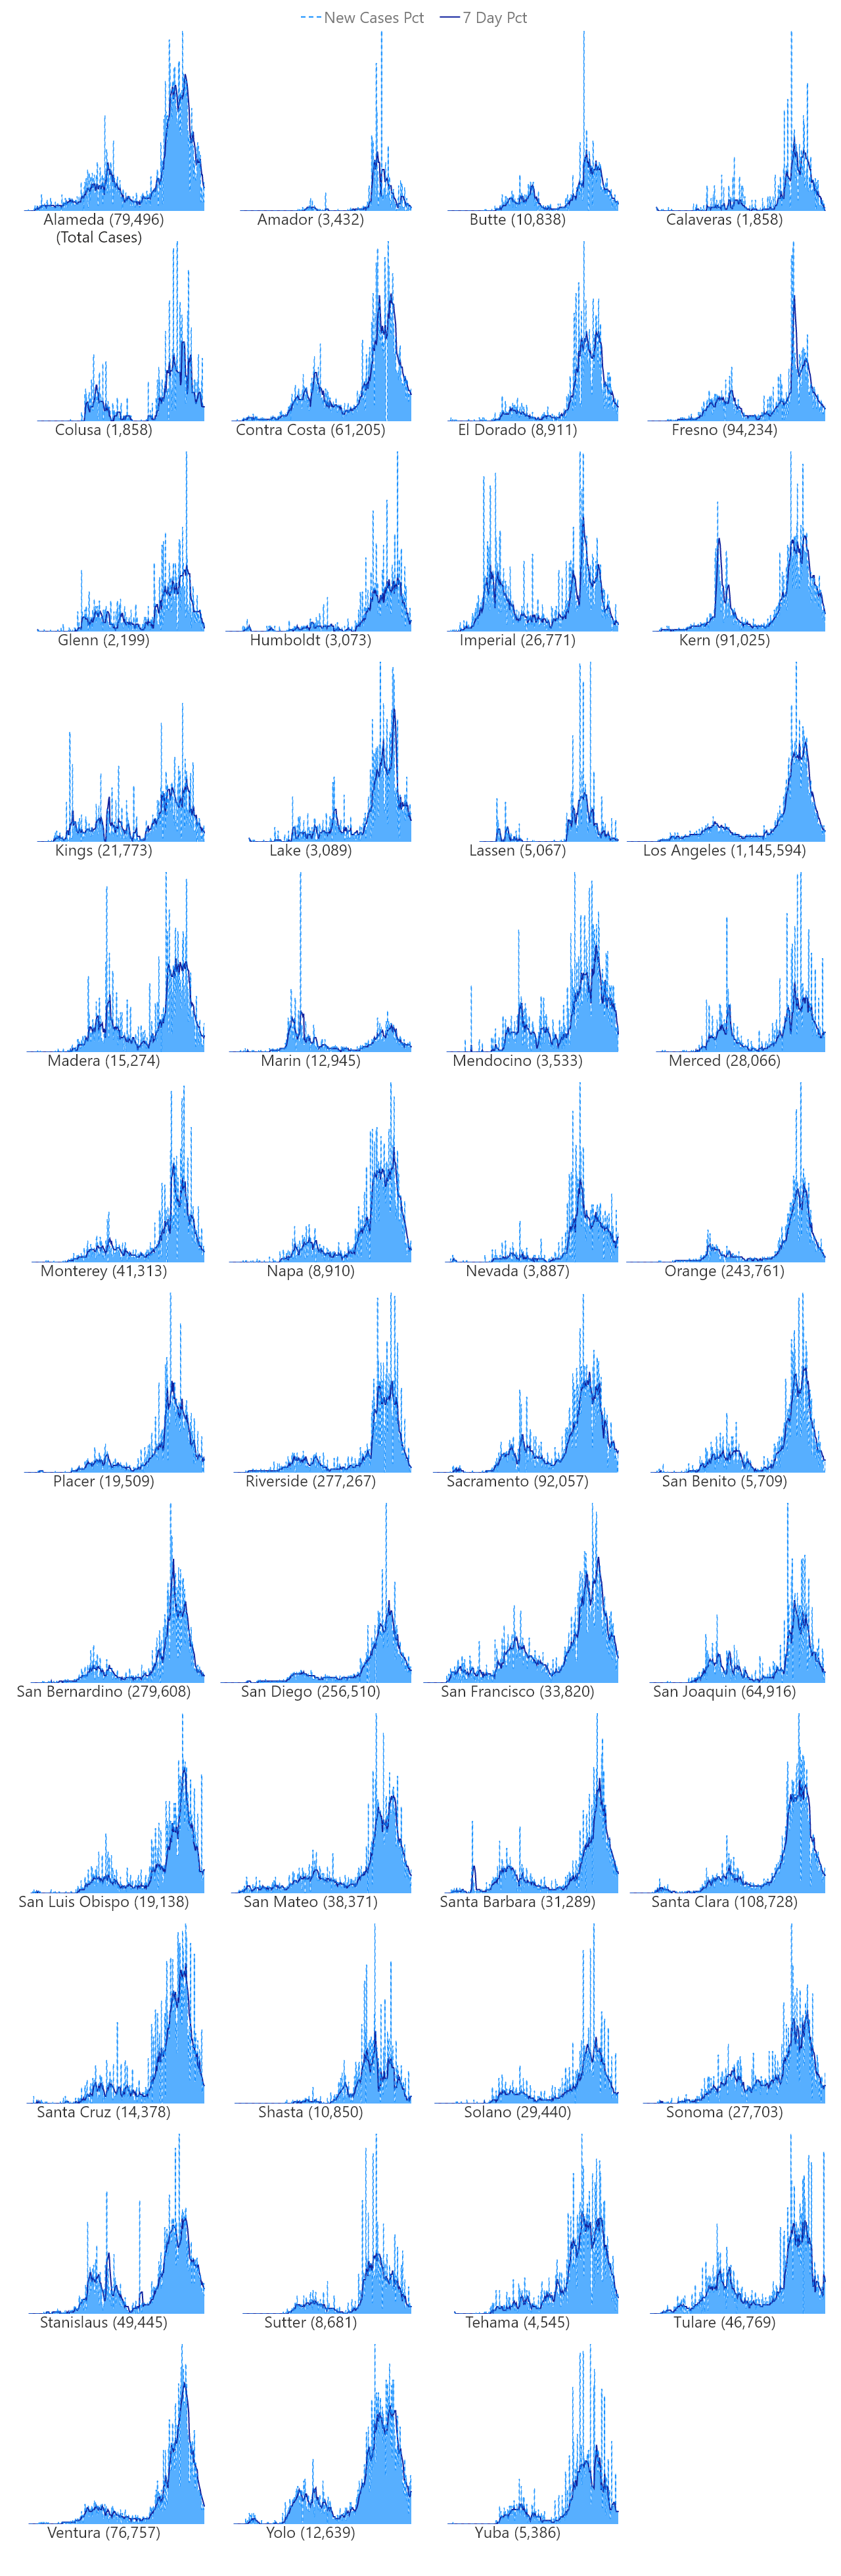 New Cases Pct 7 Day Pct
Alameda (79,496) Amador (3,432) Butte (10,838) Calaveras (1,858)
(Total Cases)
Colusa (1,858) Contra Costa (61,205) El Dorado (8,911) Fresno (94,234)
Glenn (2,199) Humboldt (3,073) Imperial (26,771) Kern (91,025)
Kings (21,773) Lake (3,089) Lassen (5,067) Los Angeles (1,145,594)
Madera (15,274) Marin (12,945) Mendocino (3,533) Merced (28,066)
Monterey (41,313) Napa (8,910) Nevada (3,887) Orange (243,761)
Placer (19,509) Riverside (277,267) Sacramento (92,057) San Benito (5,709)
San Bernardino (279,608) San Diego (256,510) San Francisco (33,820) San Joaquin (64,916)
San Luis Obispo (19,138) San Mateo (38,371) Santa Barbara (31,289) Santa Clara (108,728)
Santa Cruz (14,378) Shasta (10,850) Solano (29,440) Sonoma (27,703)
Stanislaus (49,445) Sutter (8,681) Tehama (4,545) Tulare (46,769)
Ventura (76,757) Yolo (12,639) Yuba (5,386)